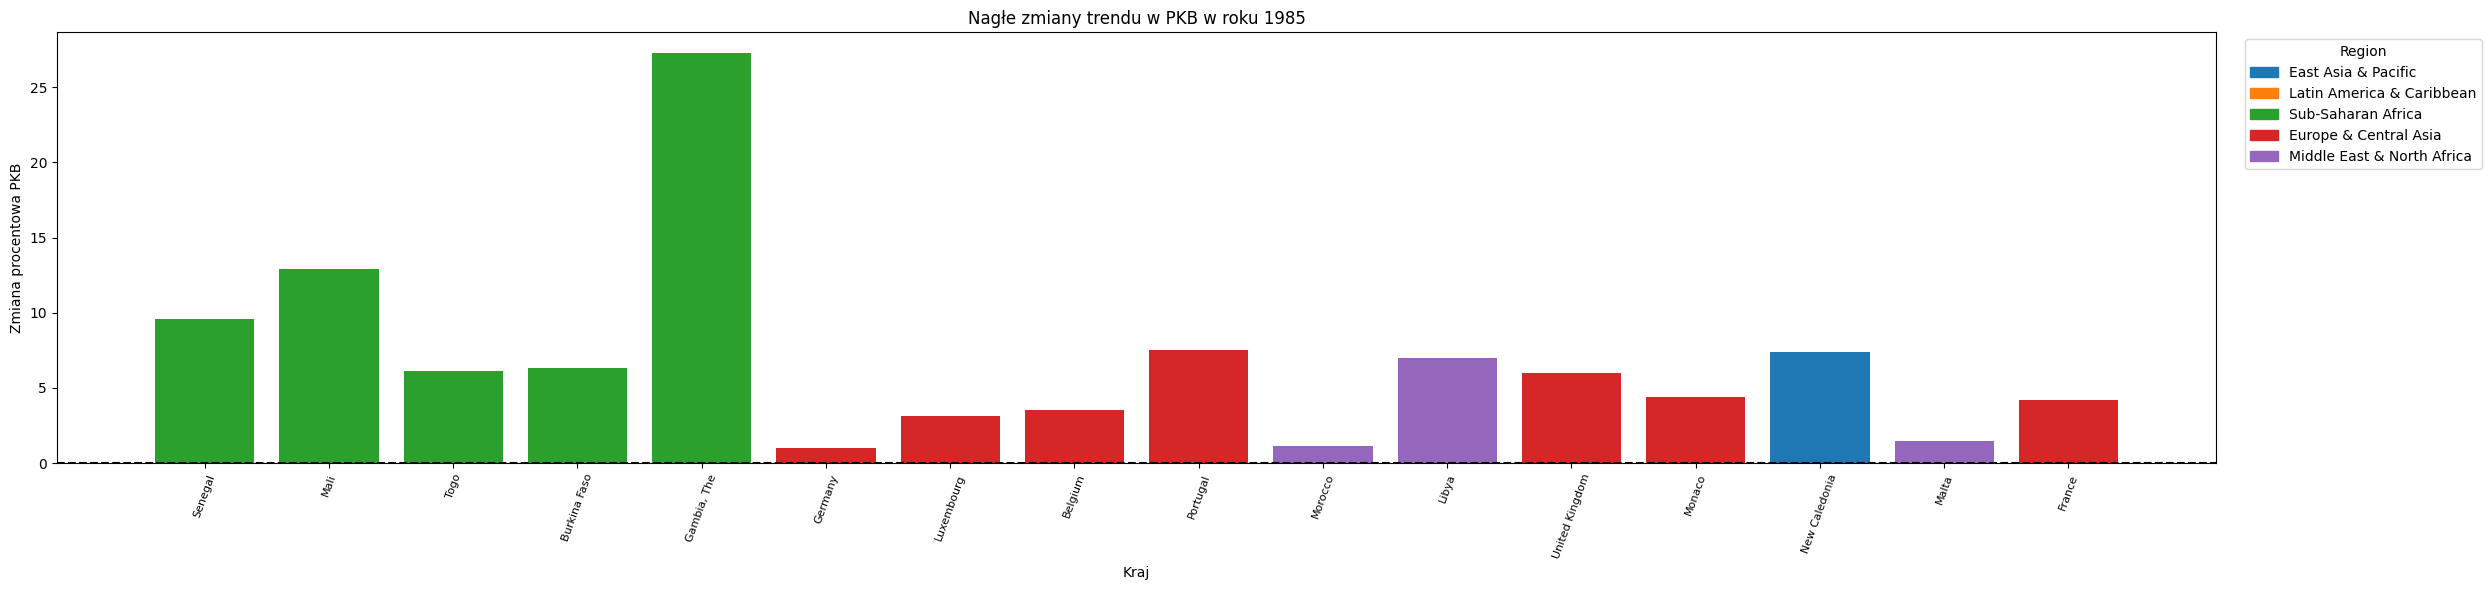 Nagłe zmiany trendu w PKB w roku 1985
Zmiana procentowa PKB
25
20
15
10
5
0
Senegal
Mali
Togo
Burkina Faso
Gambia, The
Germany
Luxembourg
Belgium
Portugal
Morocco
Libya
United Kingdom
Monaco
New Caledonia
Malta
France
Kraj
Region
East Asia & Pacific
Latin America & Caribbean
Sub-Saharan Africa
Europe & Central Asia
Middle East & North Africa